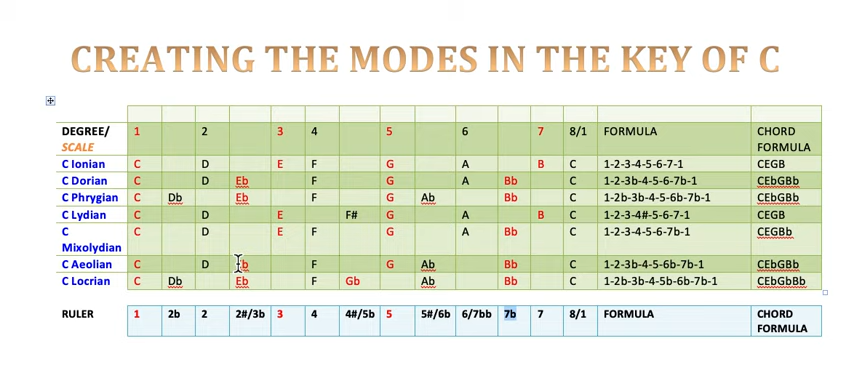 CREATING THE MODES IN THE KEY OF C
DEGREE/ 1 2 3 4 5 6 7 8/1 FORMULA CHORD
SCALE FORMULA
C Ionian C D E F G A B C 1-2-3-4-5-6-7-1 CEGB
C Dorian C D Eb F G A Bb C 1-2-3b-4-5-6-7b-1 CEbGBb
C Phrygian C Db Eb F G Ab Bb C 1-2b-3b-4-5-6b-7b-1 CEbGBb
C Lydian C D E F# G A B C 1-2-3-4#-5-6-7-1 CEGB
C C D E F G A Bb C 1-2-3-4-5-6-7b-1 CEGBb
Mixolydian
C Aeolian C D b F G Ab Bb C 1-2-3b-4-5-6b-7b-1 CEbGBb
C Locrian C Db Eb F Gb Ab Bb C 1-2b-3b-4-5b-6b-7b-1 CEbGbBb
RULER 1 2b 2 2#/3b 3 4 4#/5b 5 5#/6b 6/7bb 7b 7 8/1 FORMULA CHORD
FORMULA